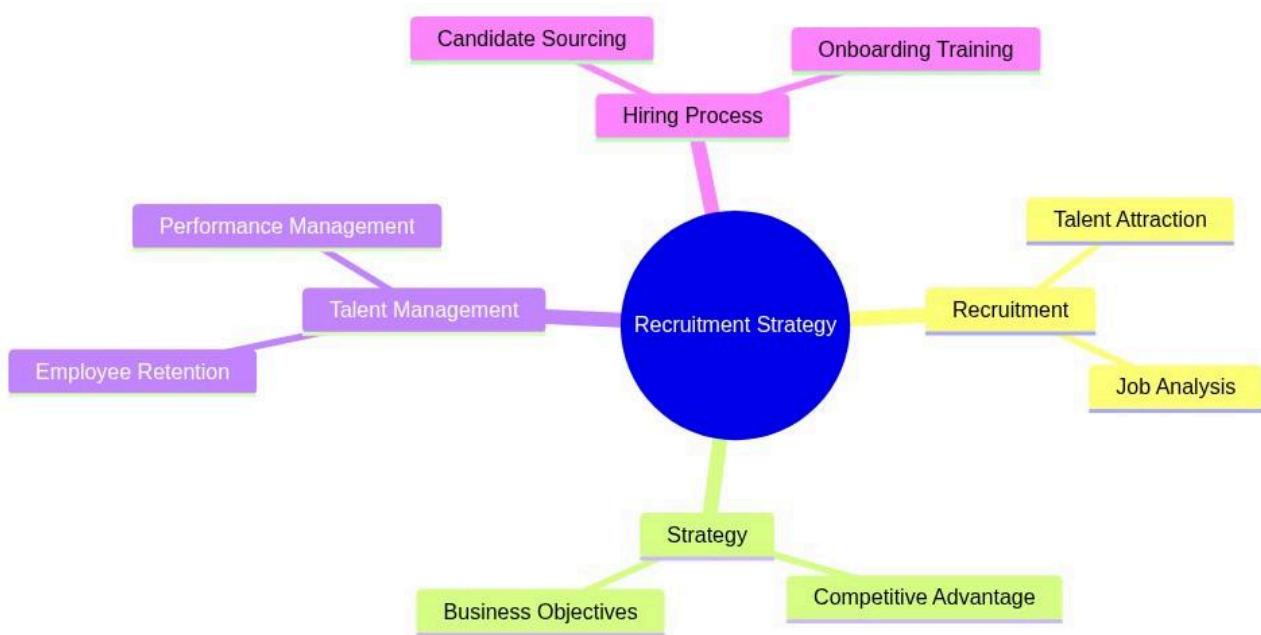 Candidate Sourcing
Onboarding Training
Hiring Process
Performance Management
Talent Attraction
Talent Management
Recruitment
Recruitment Strategy
Employee Retention
Job Analysis
Strategy
Competitive Advantage
Business Objectives